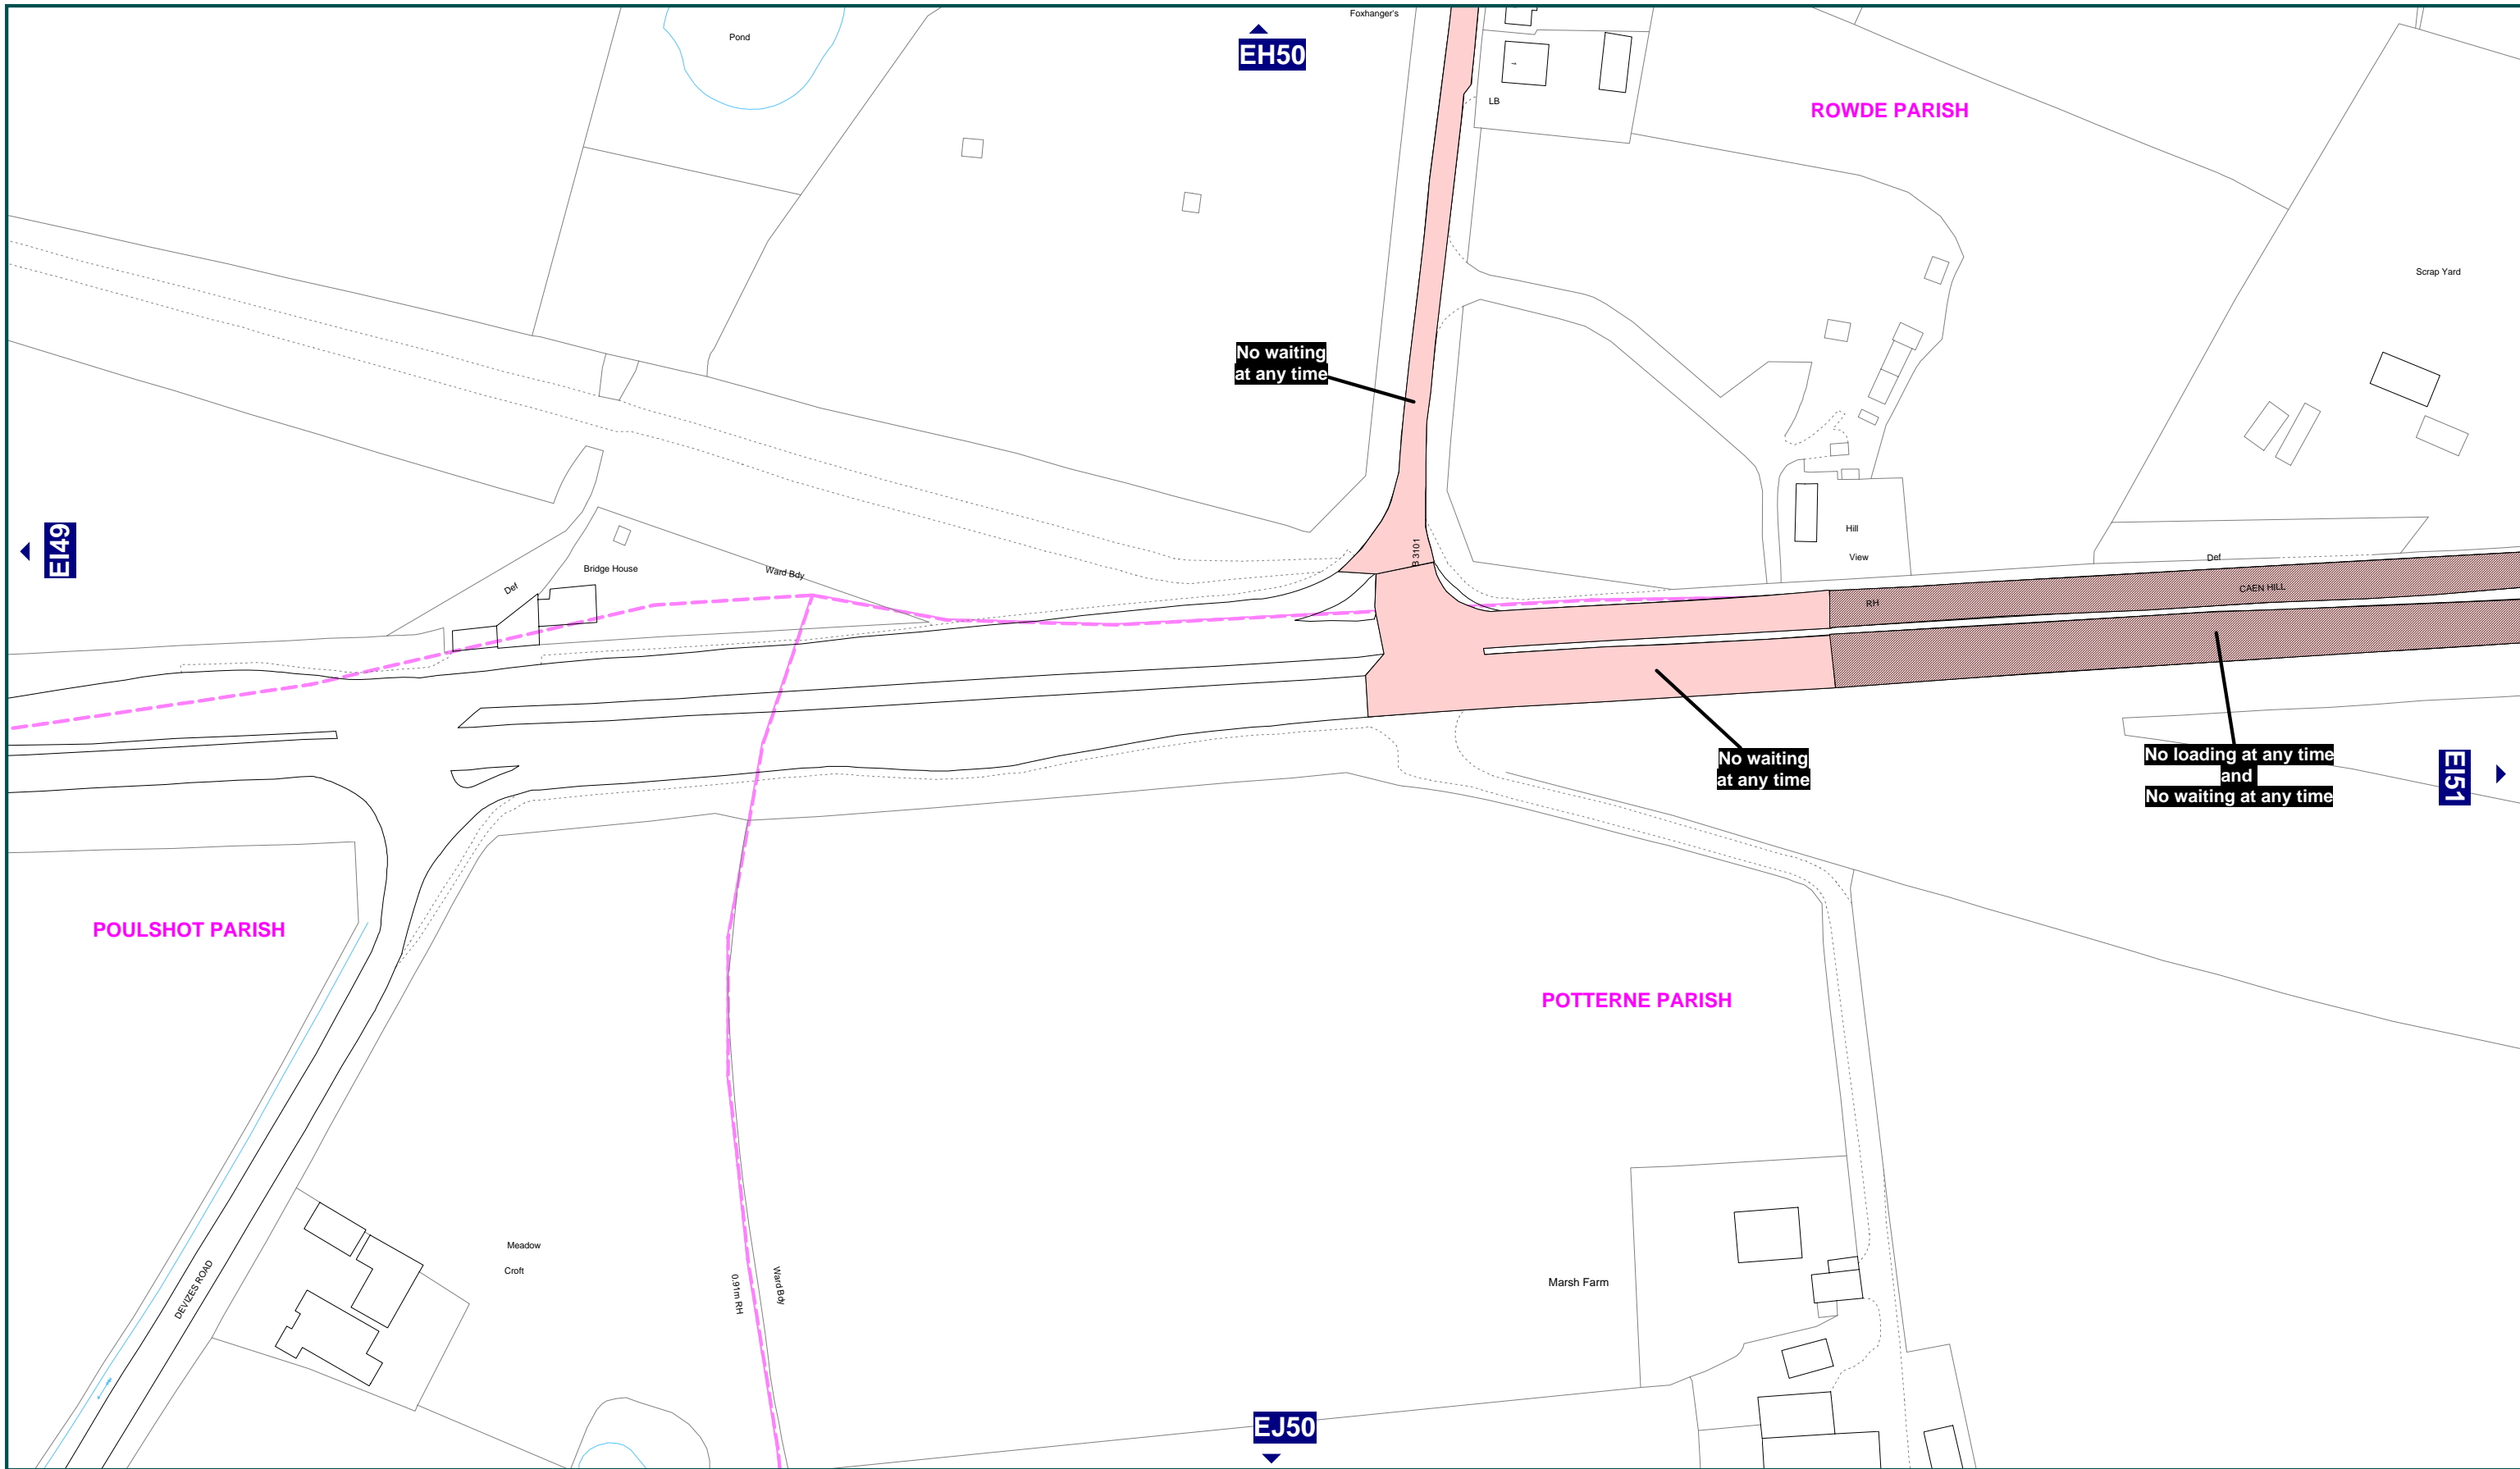 Foxhanger's
Pond
EH50
LB
ROWDE PARISH
Scrap Yard
No waiting
at any time
B 3101
Hill
View
Def
CAEN HILL
RH
EI49
Bridge House
Def
Ward Bdy
No waiting
at any time
No loading at any time
and
No waiting at any time
EI51
POULSHOT PARISH
POTTERNE PARISH
Meadow
Croft
DEVIZES ROAD
0.91m RH
Ward Bdy
Marsh Farm
EJ50